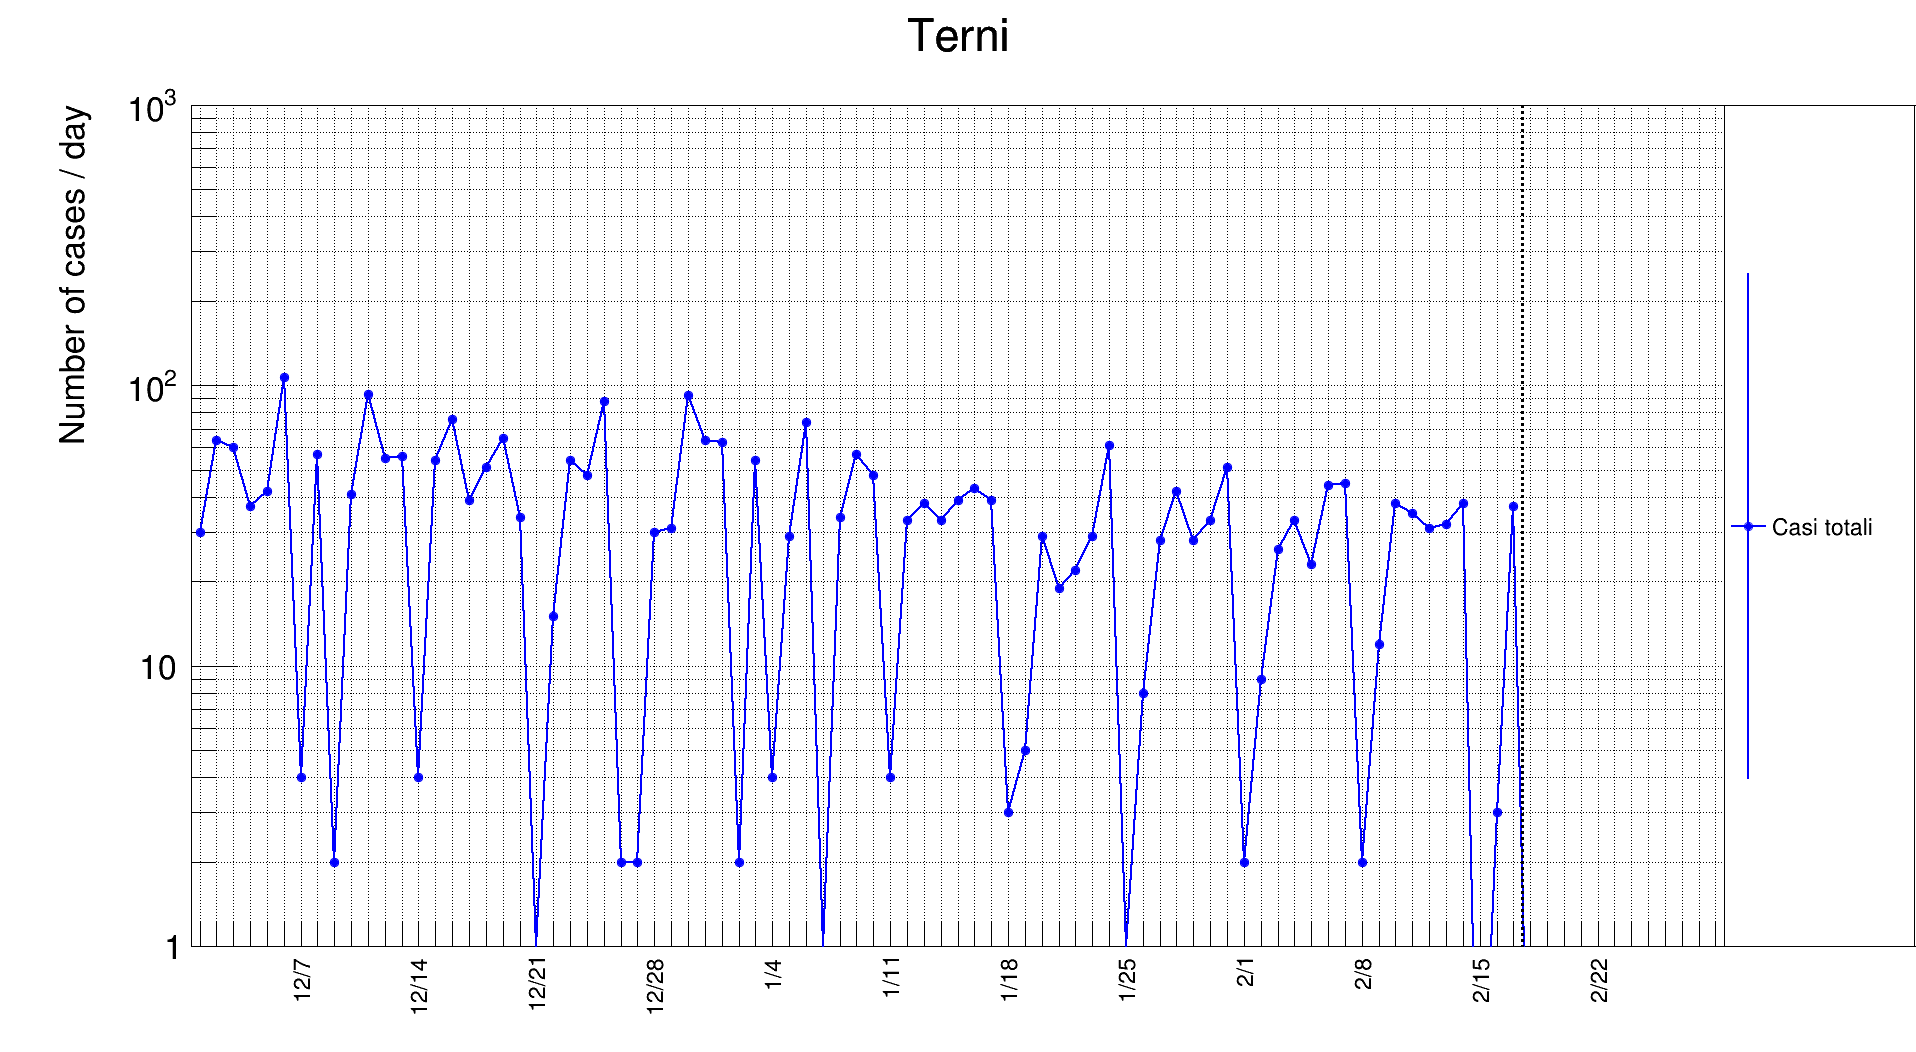 Terni
Number of cases / day
10³
10²
10
1
12/7 12/14 12/21 12/28 1/4 1/11 1/18 1/25 2/1 2/8 2/15 2/22
Casi totali